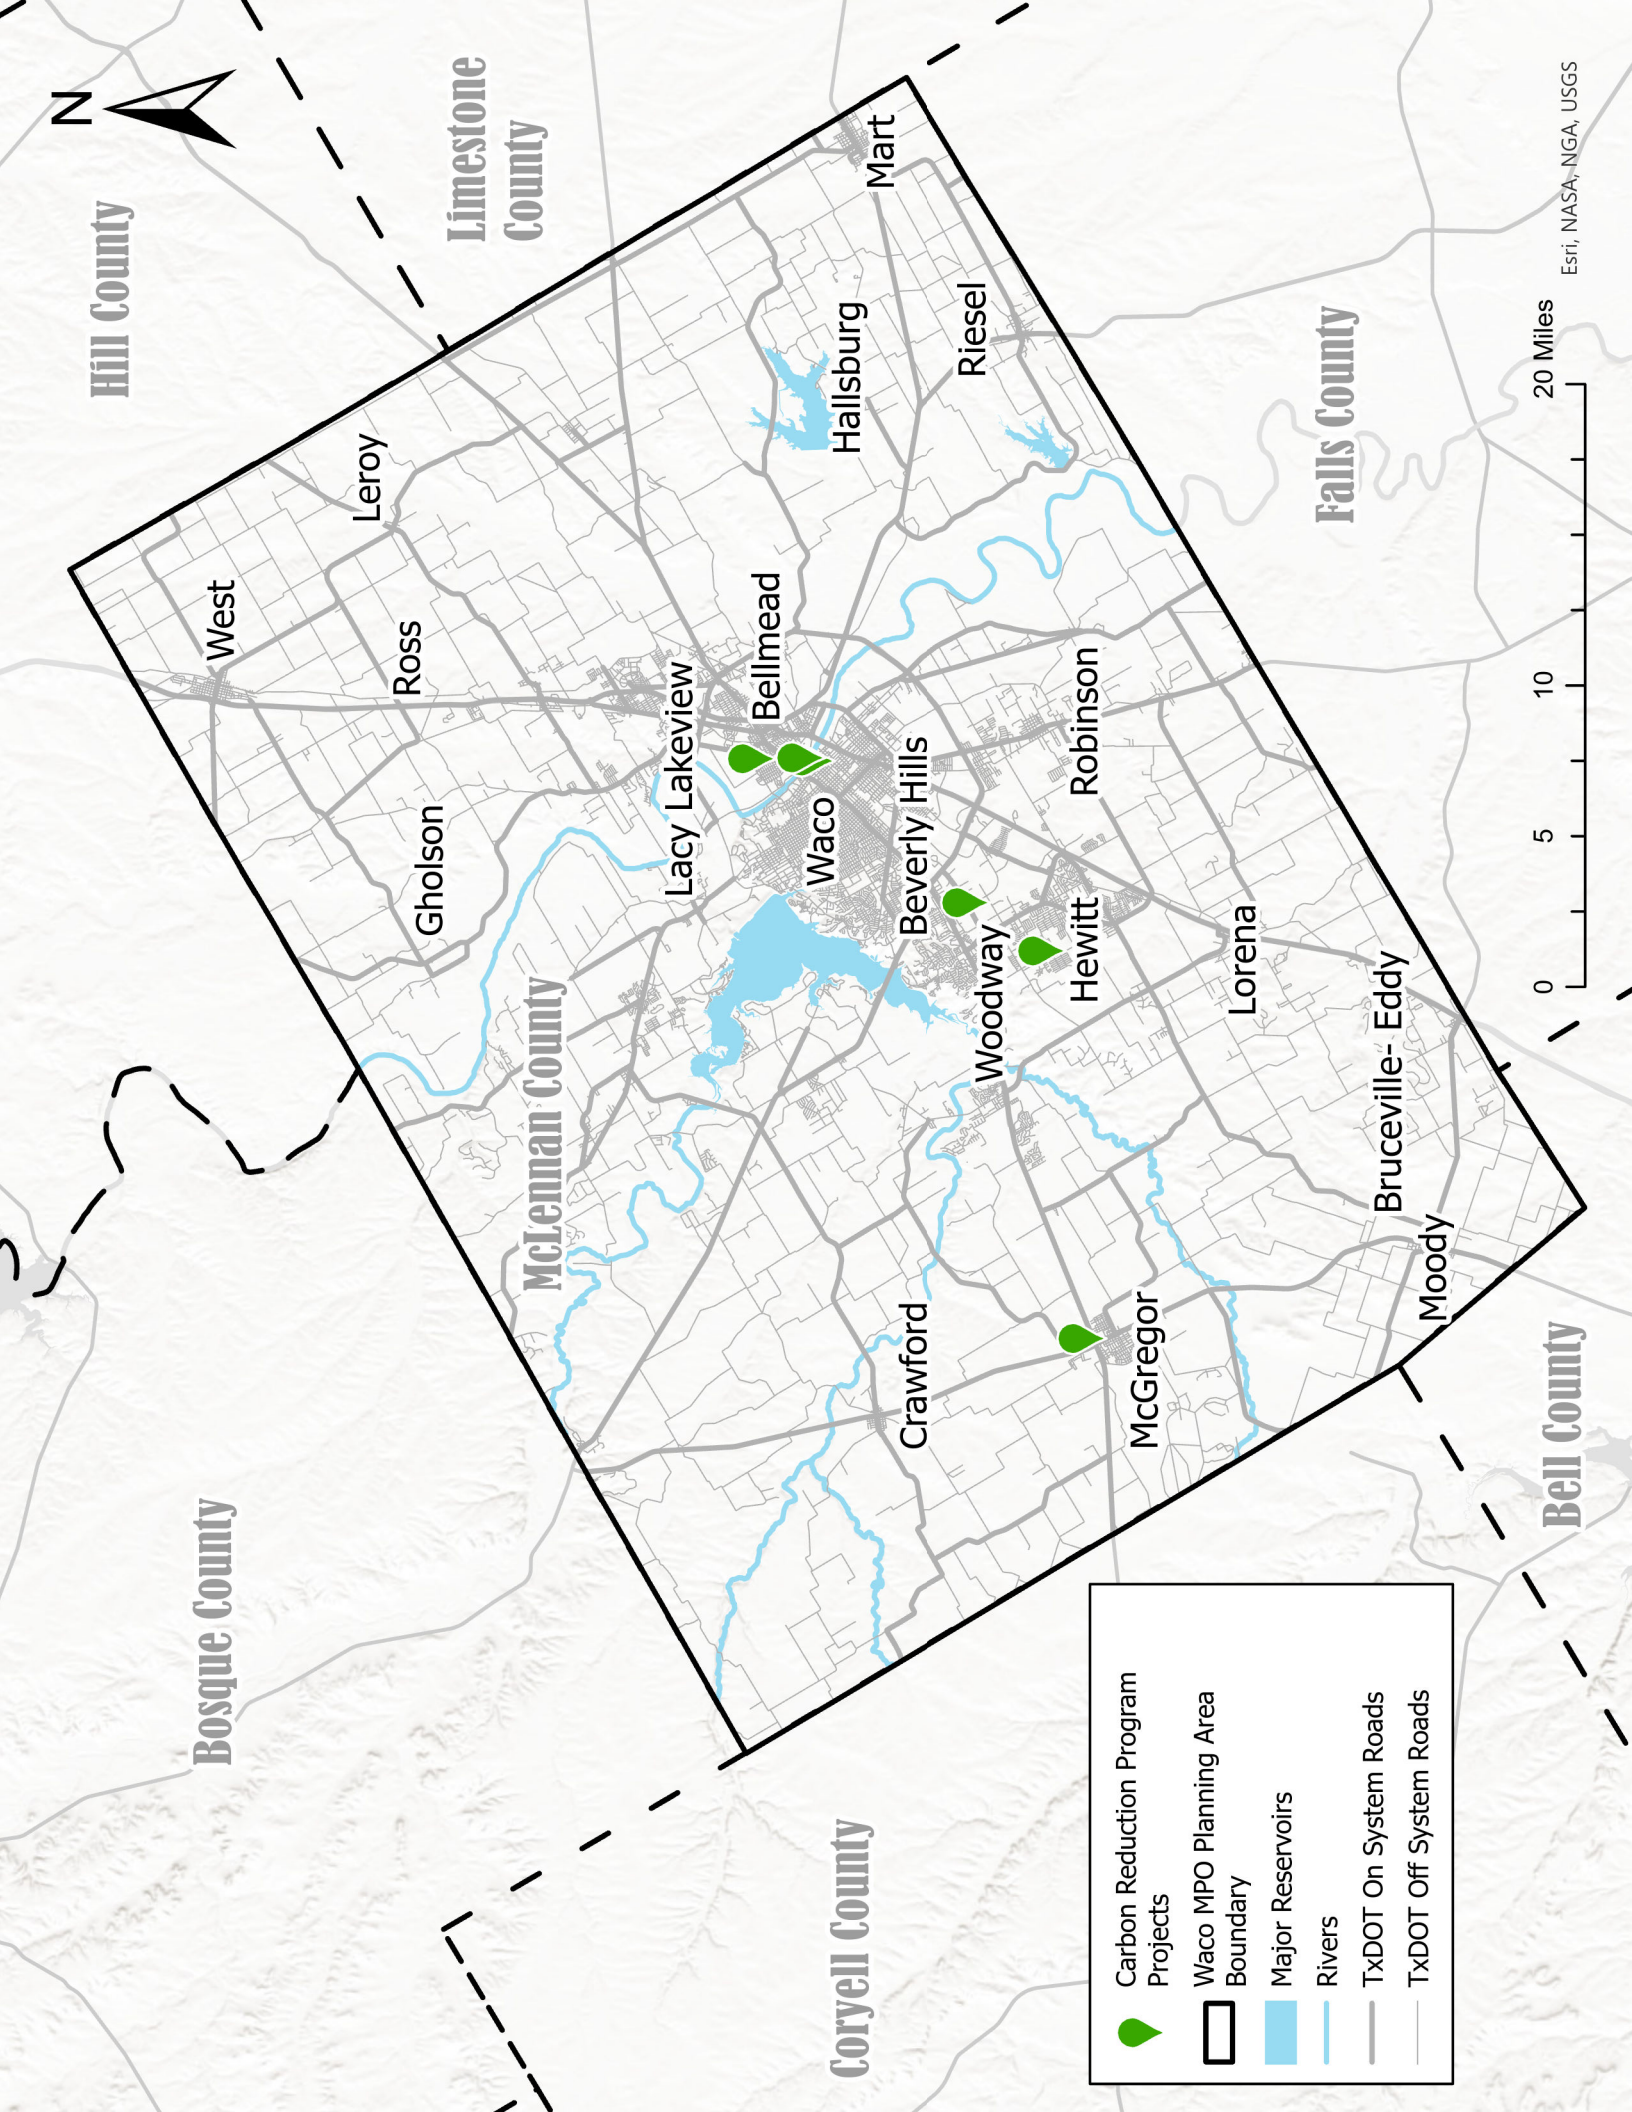 N
Hill County
Limestone
County
Bosque County
McLennan County
Coryell County
Falls County
Bell County
West
Leroy
Ross
Gholson
Lacy Lakeview
Bellmead
Waco
Beverly Hills
Hallsburg
Mart
Riesel
Robinson
Woodway
Hewitt
Crawford
McGregor
Lorena
Bruceville- Eddy
Moody
Carbon Reduction Program
Projects
Waco MPO Planning Area
Boundary
Major Reservoirs
Rivers
TxDOT On System Roads
TxDOT Off System Roads
0 5 10 20 Miles
Esri, NASA, NGA, USGS